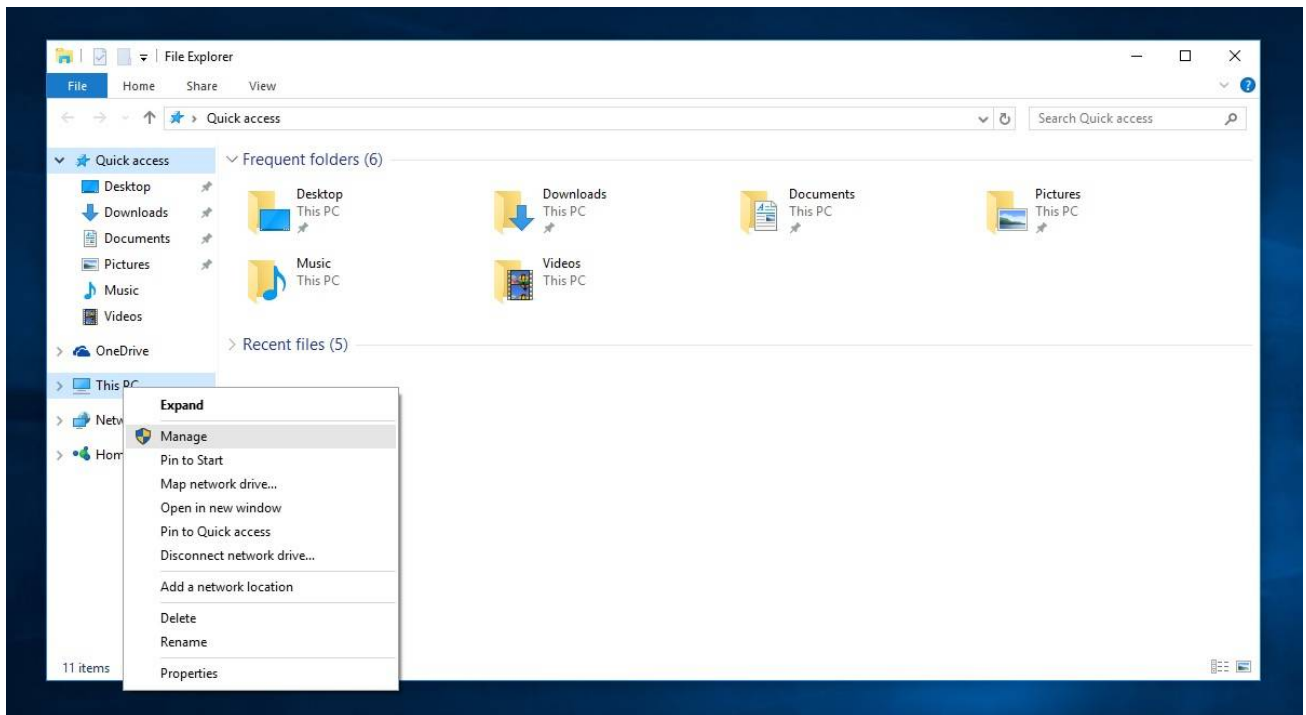 File Explorer
File Home Share View
Quick access
Search Quick access
Quick access
Desktop
Downloads
Documents
Pictures
Music
Videos
OneDrive
This PC
Netw
Hom
Frequent folders (6)
Desktop
This PC
Downloads
This PC
Documents
This PC
Pictures
This PC
Music
This PC
Videos
This PC
Recent files (5)
Expand
Manage
Pin to Start
Map network drive...
Open in new window
Pin to Quick access
Disconnect network drive...
Add a network location
Delete
Rename
Properties
11 items